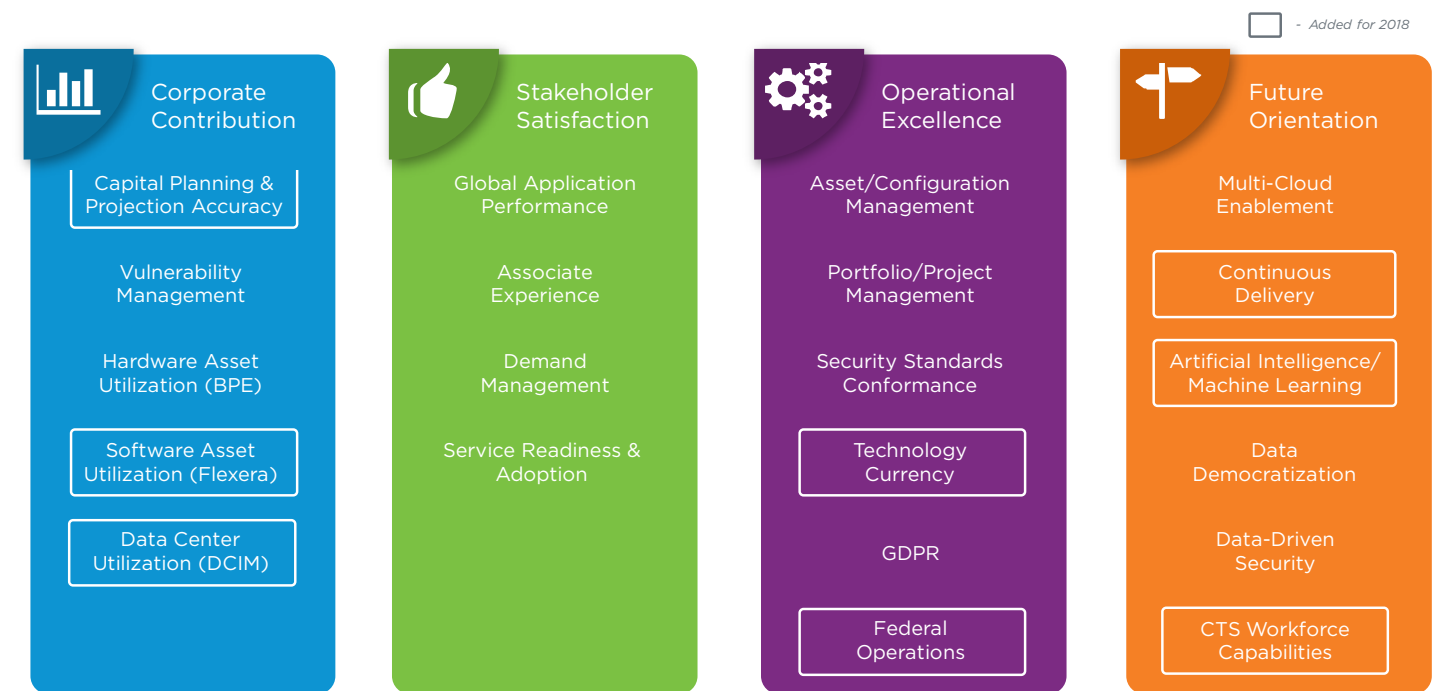 - Added for 2018
Corporate
Contribution
Capital Planning &
Projection Accuracy
Vulnerability
Management
Hardware Asset
Utilization (BPE)
Software Asset
Utilization (Flexera)
Data Center
Utilization (DCIM)
Stakeholder
Satisfaction
Global Application
Performance
Associate
Experience
Demand
Management
Service Readiness &
Adoption
Operational
Excellence
Asset/Configuration
Management
Portfolio/Project
Management
Security Standards
Conformance
Technology
Currency
GDPR
Federal
Operations
Future
Orientation
Multi-Cloud
Enablement
Continuous
Delivery
Artificial Intelligence/
Machine Learning
Data
Democratization
Data-Driven
Security
CTS Workforce
Capabilities